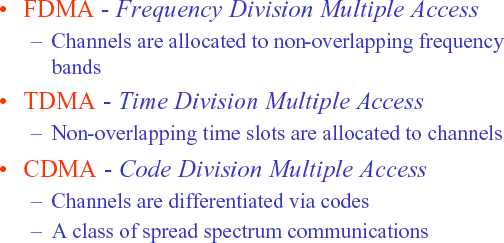 • FDMA - Frequency Division Multiple Access
– Channels are allocated to non-overlapping frequency
bands
• TDMA - Time Division Multiple Access
– Non-overlapping time slots are allocated to channels
• CDMA - Code Division Multiple Access
– Channels are differentiated via codes
– A class of spread spectrum communications